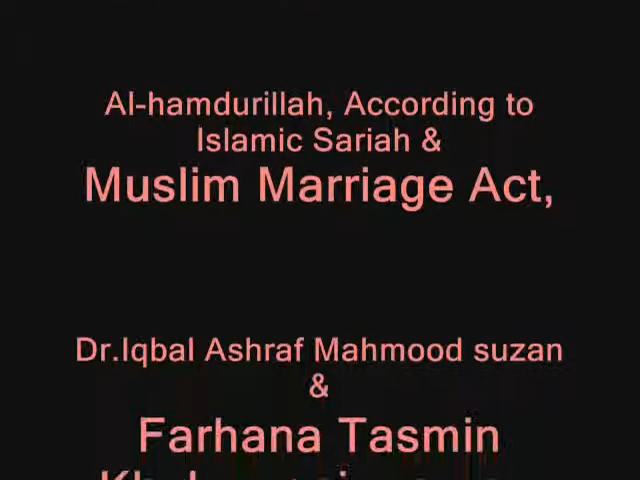 Al-hamdurillah, According to
Islamic Sariah &
Muslim Marriage Act,
Dr.Iqbal Ashraf Mahmood suzan
&
Farhana Tasmin